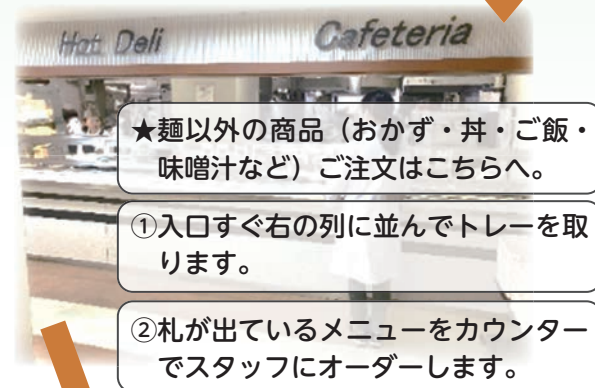 Hot Deli Cafeteria
★麺以外の商品（おかず・丼・ご飯・
味噌汁など）ご注文はこちらへ。
①入口すぐ右の列に並んでトレーを取
ります。
②札が出ているメニューをカウンター
でスタッフにオーダーします。